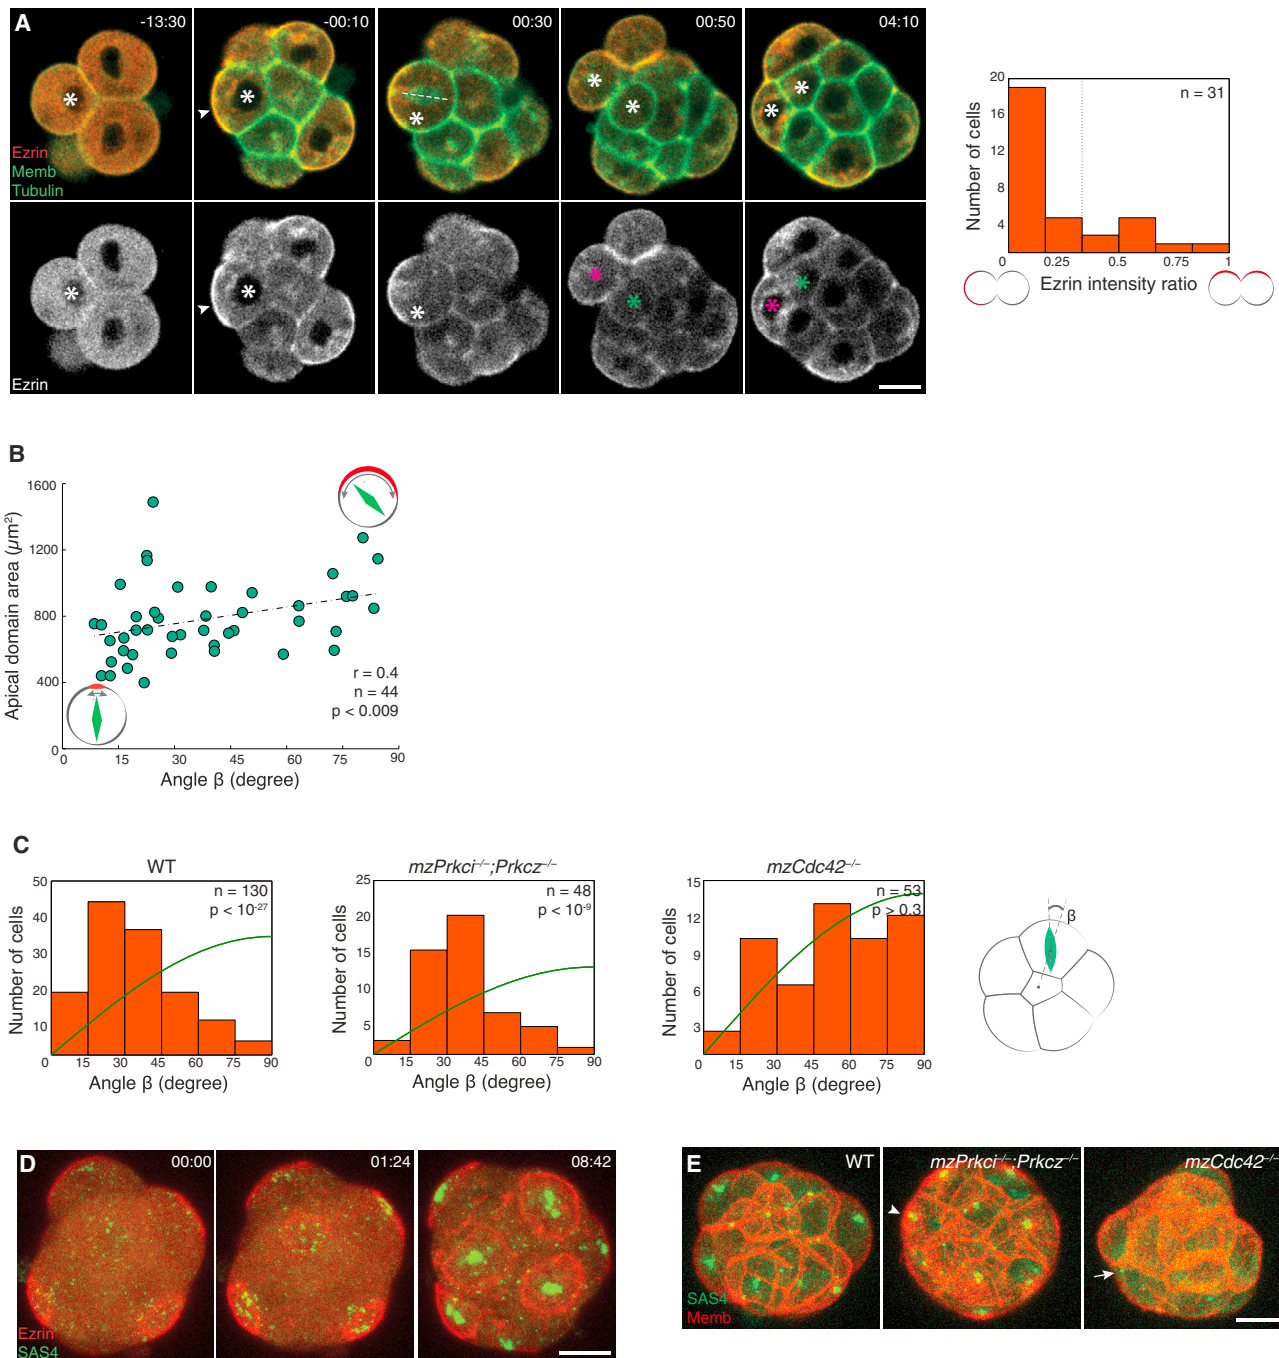 A
-13:30
-00:10
00:30
00:50
04:10
Ezrin
Memb
Tubulin
Ezrin
n = 31
Number of cells
20
16
12
8
4
0
0.25
0.5
0.75
1
Ezrin intensity ratio
B
Apical domain area (µm²)
1600
1200
800
400
0
r = 0.4
n = 44
p < 0.009
0
15
30
45
60
75
90
Angle β (degree)
C
WT
n = 130
p < 10⁻²⁷
Number of cells
50
40
30
20
10
0
15
30
45
60
75
90
Angle β (degree)
mzPrkci⁻/⁻;Prkcz⁻/⁻
n = 48
p < 10⁻⁹
Number of cells
25
20
15
10
5
0
15
30
45
60
75
90
Angle β (degree)
mzCdc42⁻/⁻
n = 53
p > 0.3
Number of cells
15
12
9
6
3
0
15
30
45
60
75
90
Angle β (degree)
β
D
00:00
01:24
08:42
Ezrin
SAS4
E
WT
mzPrkci⁻/⁻;Prkcz⁻/⁻
mzCdc42⁻/⁻
SAS4
Memb